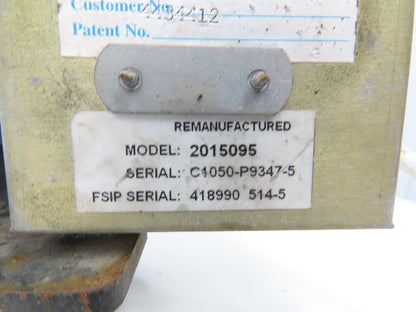 Customer No.
Patent No.
REMANUFACTURED
MODEL: 2015095
SERIAL: C1050-P9347-5
FSIP SERIAL: 418990 514-5